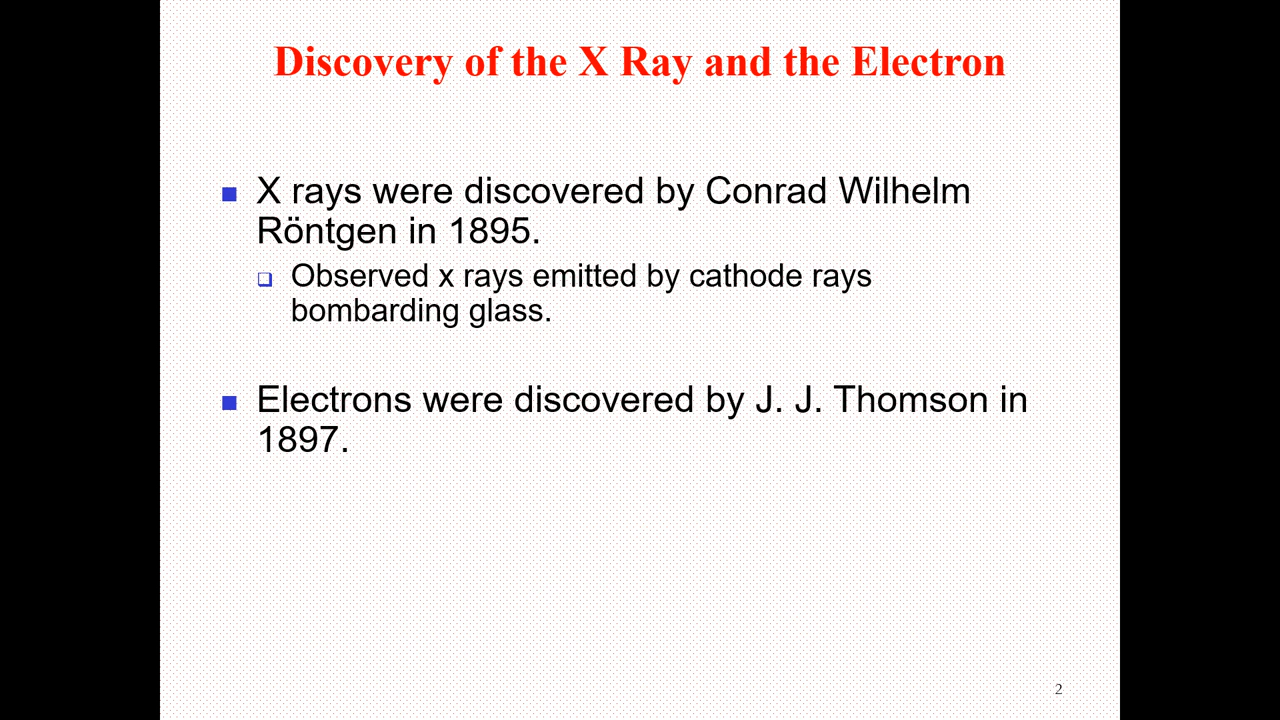 Discovery of the X Ray and the Electron
X rays were discovered by Conrad Wilhelm
Röntgen in 1895.
Observed x rays emitted by cathode rays
bombarding glass.
Electrons were discovered by J. J. Thomson in
1897.
2